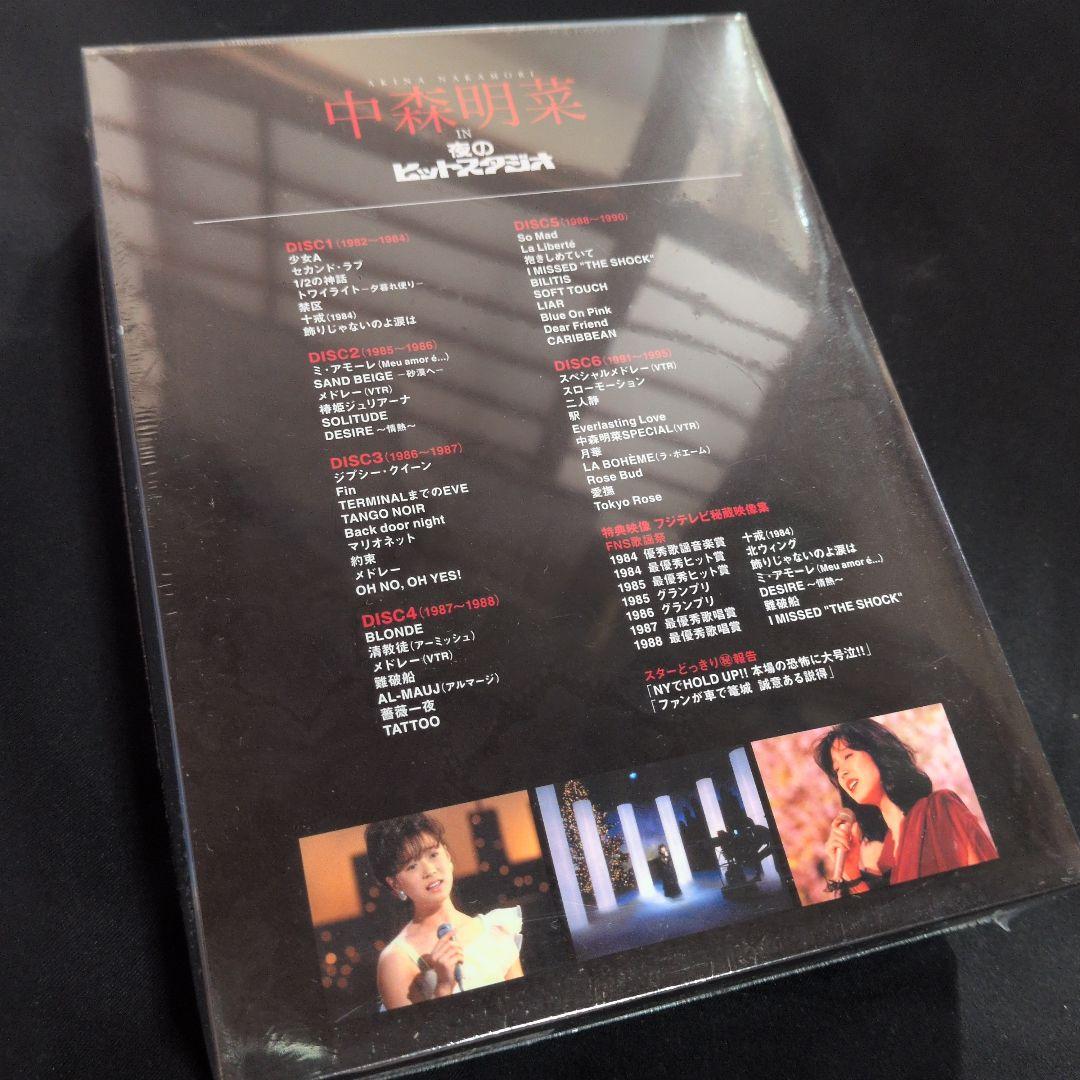 AKINA NAKAMORI
中森明菜
IN
夜の
ヒットスタジオ
DISC1(1982〜1984)
少女A
セカンド・ラブ
1/2の神話
トワイライト−夕暮れ便り−
禁区
十戒(1984)
飾りじゃないのよ涙は
DISC2(1985〜1986)
ミ・アモーレ(Meu amor é...)
SAND BEIGE −砂漠へ−
メドレー(VTR)
椿姫ジュリアーナ
SOLITUDE
DESIRE 〜情熱〜
DISC3(1986〜1987)
ジプシー・クイーン
Fin
TERMINALまでのEVE
TANGO NOIR
Back door night
マリオネット
約束
メドレー
OH NO, OH YES!
DISC4(1987〜1988)
BLONDE
清教徒(アーミッシュ)
メドレー(VTR)
難破船
AL-MAUJ(アルマージ)
薔薇一夜
TATTOO
DISC5(1988〜1990)
So Mad
La Liberté
抱きしめていて
I MISSED "THE SHOCK"
BILITIS
SOFT TOUCH
LIAR
Blue On Pink
Dear Friend
CARIBBEAN
DISC6(1991〜1995)
スペシャルメドレー(VTR)
スローモーション
二人静
駅
Everlasting Love
中森明菜SPECIAL(VTR)
月華
LA BOHÈME(ラ・ボエーム)
Rose Bud
愛撫
Tokyo Rose
特典映像 フジテレビ秘蔵映像集
FNS歌謡祭
1984 優秀歌謡音楽賞 十戒(1984)
1984 最優秀ヒット賞 北ウィング
1985 最優秀ヒット賞 飾りじゃないのよ涙は
1985 グランプリ ミ・アモーレ(Meu amor é...)
1986 グランプリ DESIRE 〜情熱〜
1987 最優秀歌唱賞 難破船
1988 最優秀歌唱賞 I MISSED "THE SHOCK"
スターどっきり㊙報告
「NYでHOLD UP!! 本場の恐怖に大号泣!!」
「ファンが車で篭城 誠意ある説得」